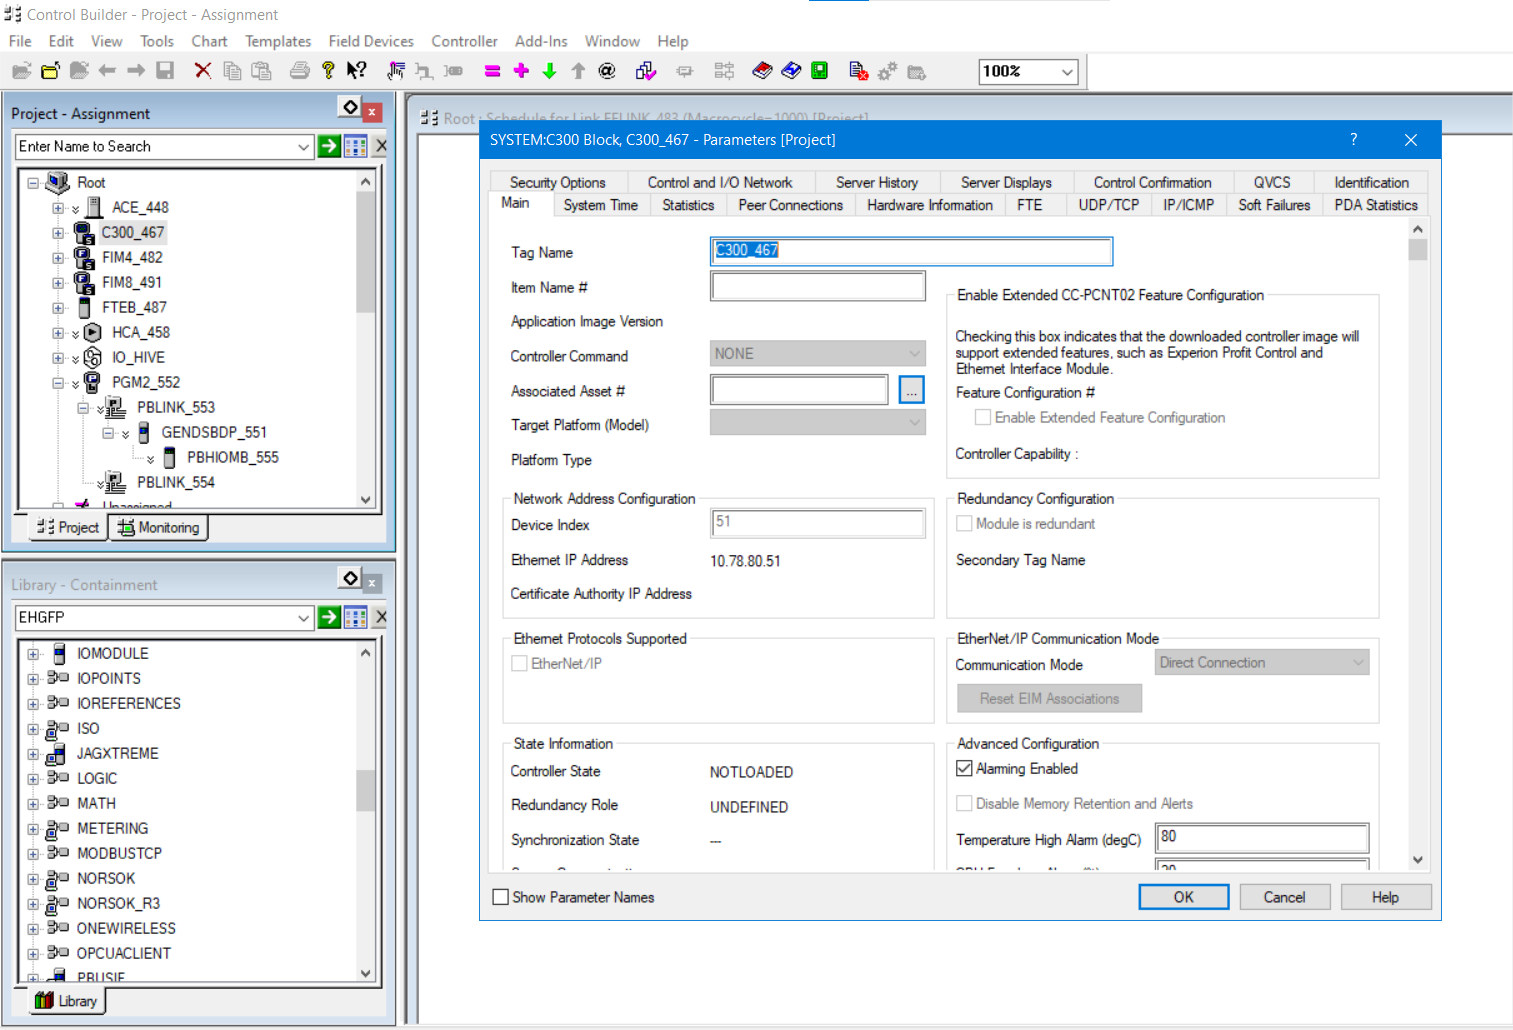 Control Builder - Project - Assignment
File Edit View Tools Chart Templates Field Devices Controller Add-Ins Window Help
100%
Project - Assignment
Enter Name to Search
Root
ACE_448
C300_467
FIM4_482
FIM8_491
FTEB_487
HCA_458
IO_HIVE
PGM2_552
PBLINK_553
GENDSBDP_551
PBHIOMB_555
PBLINK_554
Unassigned
Project Monitoring
Library - Containment
EHGFP
IOMODULE
IOPOINTS
IOREFERENCES
ISO
JAGXTREME
LOGIC
MATH
METERING
MODBUSTCP
NORSOK
NORSOK_R3
ONEWIRELESS
OPCUACLIENT
PBUSIF
Library
Root : Schedule for Link FFLINK_483 (Macrocycle=1000) [Project]
SYSTEM:C300 Block, C300_467 - Parameters [Project]
Security Options Control and I/O Network Server History Server Displays Control Confirmation QVCS Identification
Main System Time Statistics Peer Connections Hardware Information FTE UDP/TCP IP/ICMP Soft Failures PDA Statistics
Tag Name C300_467
Item Name #
Application Image Version
Controller Command NONE
Associated Asset # ...
Target Platform (Model)
Platform Type
Enable Extended CC-PCNT02 Feature Configuration
Checking this box indicates that the downloaded controller image will
support extended features, such as Experion Profit Control and
Ethernet Interface Module.
Feature Configuration #
Enable Extended Feature Configuration
Controller Capability :
Network Address Configuration
Device Index 51
Ethernet IP Address 10.78.80.51
Certificate Authority IP Address
Redundancy Configuration
Module is redundant
Secondary Tag Name
Ethernet Protocols Supported
EtherNet/IP
EtherNet/IP Communication Mode
Communication Mode Direct Connection
Reset EIM Associations
State Information
Controller State NOTLOADED
Redundancy Role UNDEFINED
Synchronization State ---
Advanced Configuration
Alarming Enabled
Disable Memory Retention and Alerts
Temperature High Alarm (degC) 80
Show Parameter Names
OK Cancel Help